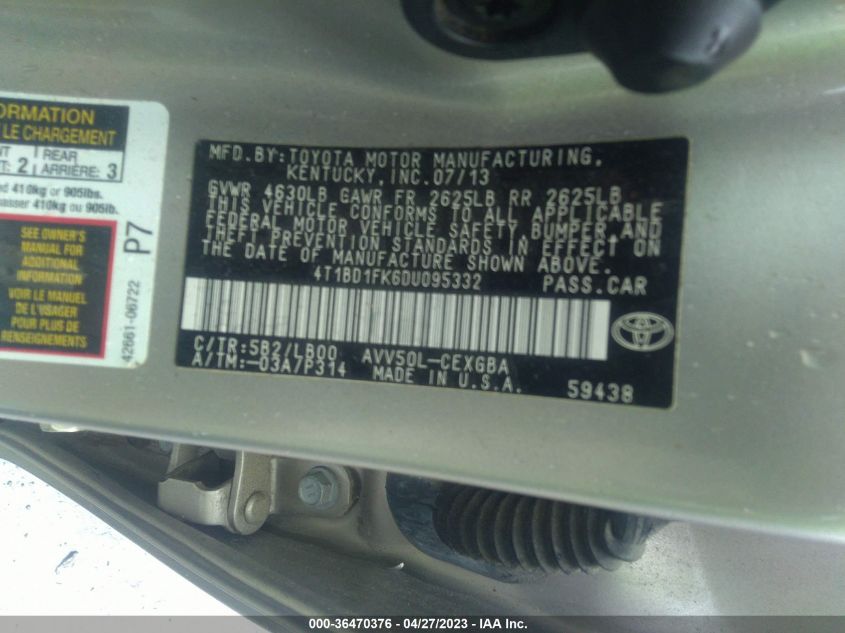 ORMATION
LE CHARGEMENT
NT 2 REAR 3
T: ARRIÈRE:
ed 410kg or 905lbs.
passer 410kg ou 905lb.
SEE OWNER'S
MANUAL FOR
ADDITIONAL
INFORMATION
VOIR LE MANUEL
DE L'USAGER
POUR PLUS DE
RENSEIGNEMENTS
P7
42661-06722
MFD.BY:TOYOTA MOTOR MANUFACTURING,
KENTUCKY, INC.07/13
GVWR 4630LB GAWR FR 2625LB RR 2625LB
THIS VEHICLE CONFORMS TO ALL APPLICABLE
FEDERAL MOTOR VEHICLE SAFETY, BUMPER, AND
THEFT PREVENTION STANDARDS IN EFFECT ON
THE DATE OF MANUFACTURE SHOWN ABOVE.
4T1BD1FK6DU095332 PASS.CAR
C/TR:5B2/LB00 AVV50L-CEXGBA
A/TM:-03A/P314 MADE IN U.S.A. 59438
000-36470376 - 04/27/2023 - IAA Inc.